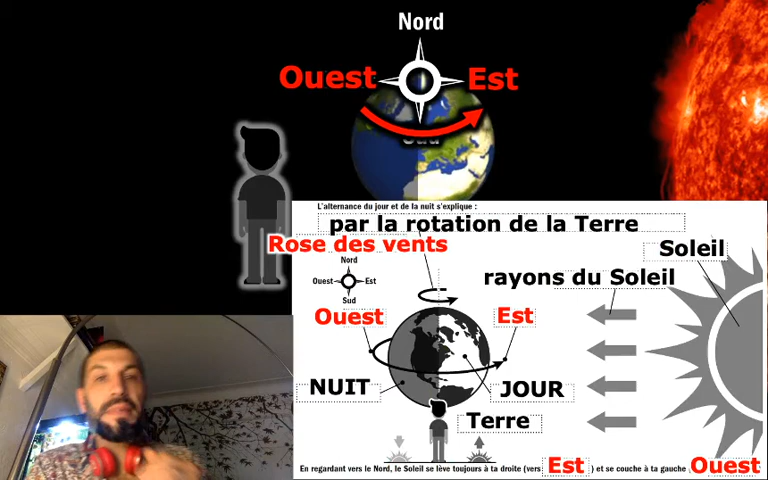 Nord
Ouest Est
Sud
L'alternance du jour et de la nuit s'explique :
par la rotation de la Terre
Rose des vents
Soleil
Nord
Ouest Est
Sud
rayons du Soleil
Ouest
Est
NUIT
JOUR
Terre
En regardant vers le Nord, le Soleil se lève toujours à ta droite (vers Est ) et se couche à ta gauche Ouest